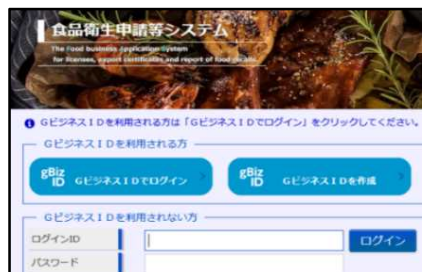 食品衛生申請等システム
The Food business Application System
for licenses, export certificates and report of food recalls.
GビジネスIDを利用される方は「GビジネスIDでログイン」をクリックしてください。
GビジネスIDを利用される方
gBiz ID GビジネスIDでログイン
gBiz ID GビジネスIDを作成
GビジネスIDを利用されない方
ログインID
ログイン
パスワード